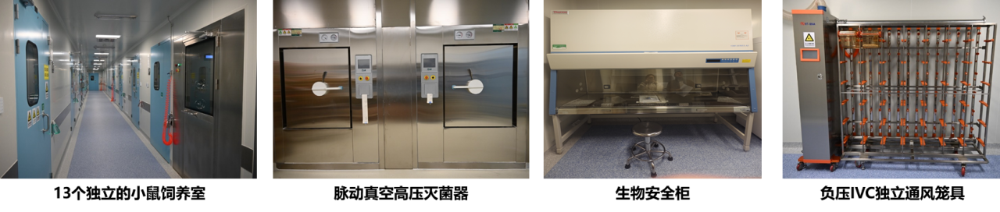 13个独立的小鼠饲养室
脉动真空高压灭菌器
生物安全柜
负压IVC独立通风笼具